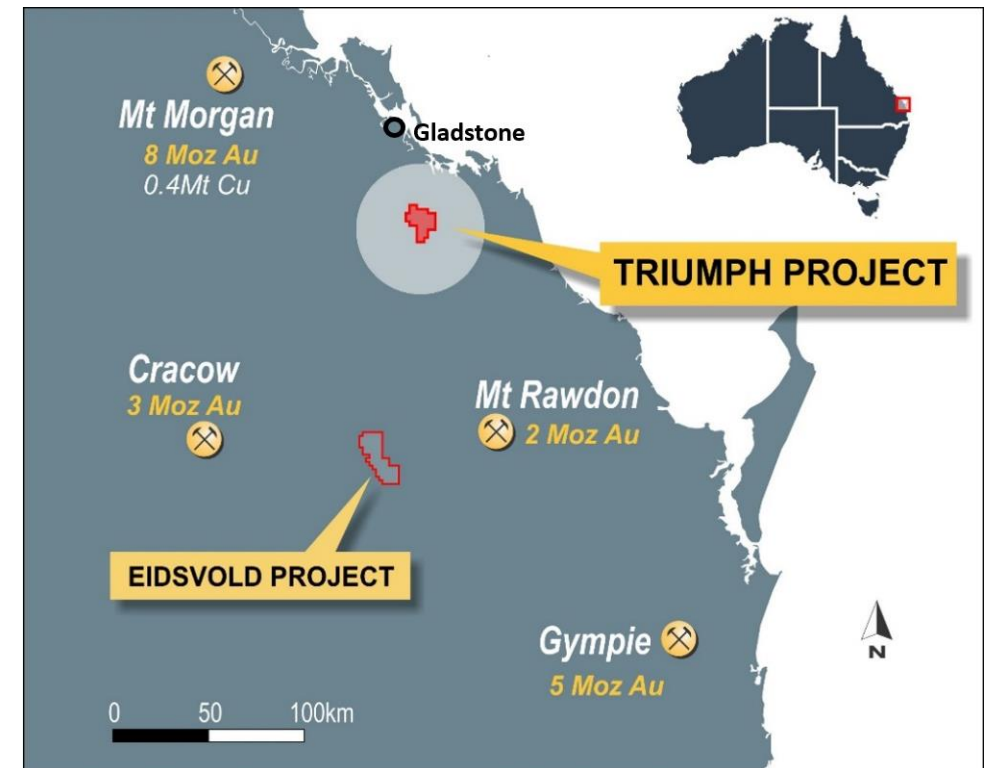 Mt Morgan
8 Moz Au
0.4Mt Cu
Gladstone
TRIUMPH PROJECT
Cracow
3 Moz Au
Mt Rawdon
2 Moz Au
EIDSVOLD PROJECT
Gympie
5 Moz Au
N
0 50 100km